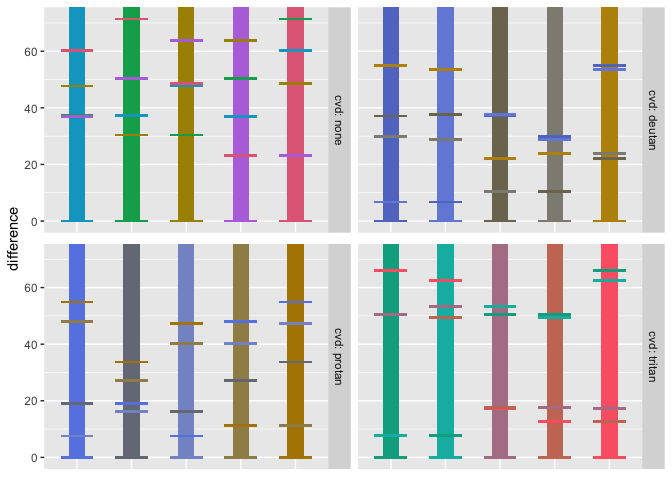 difference
60
40
20
0
cvd: none
cvd: deutan
60
40
20
0
cvd: protan
cvd: tritan